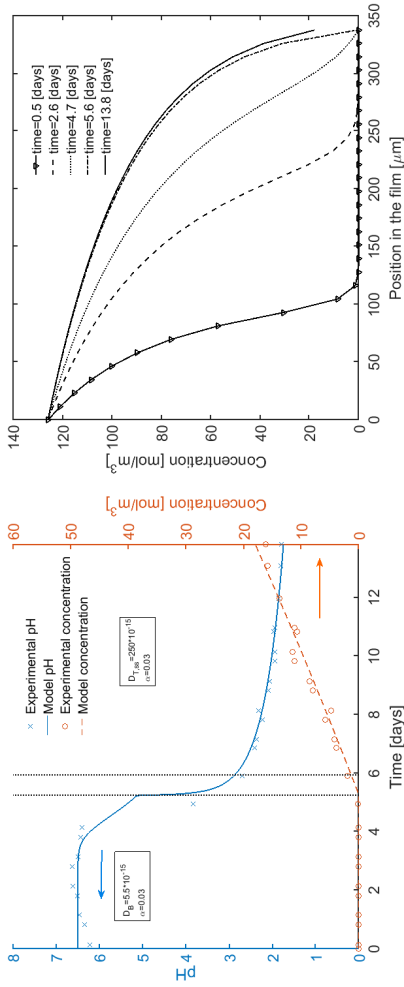 8
7
6
5
4
3
2
1
0
pH
0
2
4
6
8
10
12
Time [days]
60
50
40
30
20
10
0
Concentration [mol/m³]
Experimental pH
Model pH
Experimental concentration
Model concentration
D_B=5.5*10^-15
α=0.03
D_T,ss=250*10^-15
α=0.03
140
120
100
80
60
40
20
0
Concentration [mol/m³]
0
50
100
150
200
250
300
350
Position in the film [μm]
time=0.5 [days]
time=2.6 [days]
time=4.7 [days]
time=5.6 [days]
time=13.8 [days]